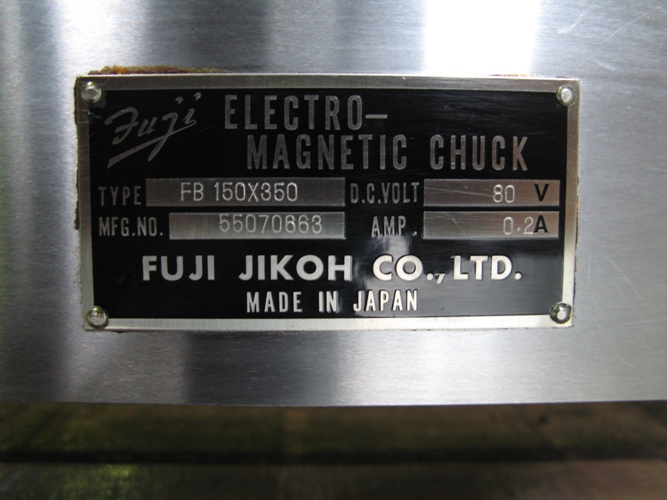 Fuji ELECTRO-
MAGNETIC CHUCK
TYPE FB 150X350 D.C.VOLT 80 V
MFG.NO. 55070663 AMP. 0.2A
FUJI JIKOH CO., LTD.
MADE IN JAPAN